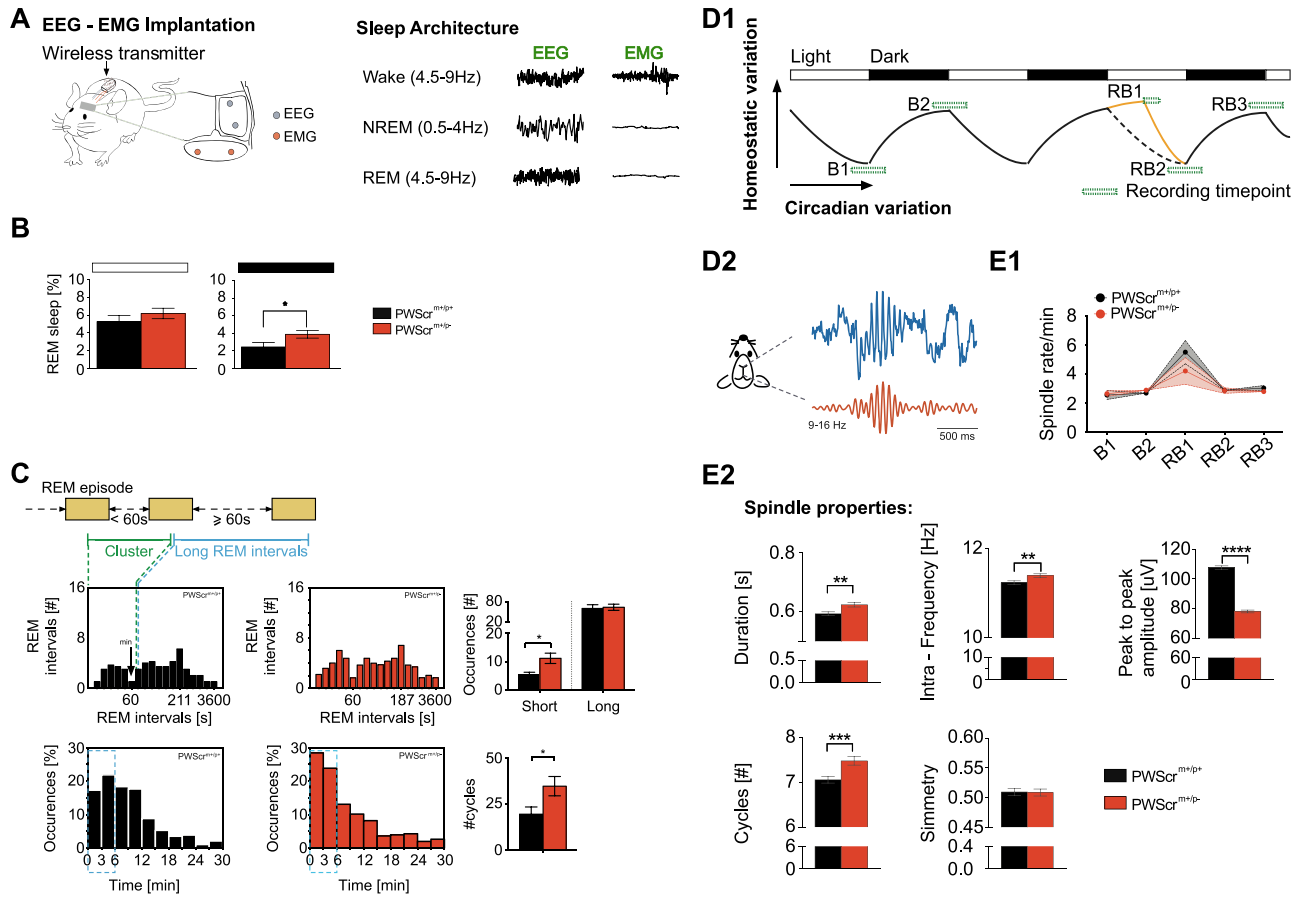 A
EEG - EMG Implantation
Wireless transmitter
EEG
EMG
Sleep Architecture
EEG EMG
Wake (4.5-9Hz)
NREM (0.5-4Hz)
REM (4.5-9Hz)
B
REM sleep [%]
10
8
6
4
2
0
10
8
6
4
2
0
*
PWScr m+/p+
PWScr m+/p-
C
REM episode
< 60s
⩾ 60s
Cluster
Long REM intervals
REM
intervals [#]
16
8
0
PWScr m+/p+
min
60 211 3600
REM intervals [s]
REM
intervals [#]
16
8
0
PWScr m+/p-
60 187 3600
REM intervals [s]
Occurences [#]
80
50
20
10
0
*
Short Long
Occurences [%]
30
20
10
0
PWScr m+/p+
0 3 6 12 18 24 30
Time [min]
Occurences [%]
30
25
20
15
10
5
0
PWScr m+/p-
0 3 6 12 18 24 30
Time [min]
#cycles
50
40
30
20
10
0
*
D1
Homeostatic variation
Light Dark
B1
B2
RB1
RB2
RB3
Circadian variation
Recording timepoint
D2
9-16 Hz
500 ms
E1
PWScr m+/p+
PWScr m+/p-
Spindle rate/min
8
6
4
2
0
B1 B2 RB1 RB2 RB3
E2
Spindle properties:
Duration [s]
0.8
0.6
0.5
0.0
**
Intra - Frequency [Hz]
12
10
10
0
**
Peak to peak
amplitude [uV]
120
100
80
60
60
0
****
Cycles [#]
8
7
6
6
0
***
Simmetry
0.60
0.55
0.50
0.45
0.4
0.0
PWScr m+/p+
PWScr m+/p-